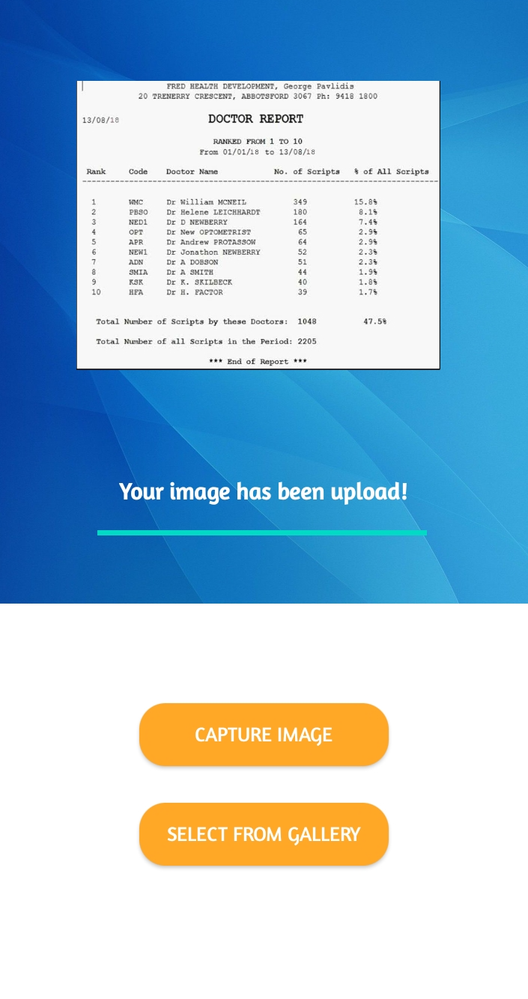 FRED HEALTH DEVELOPMENT, George Pavlidis
20 TRENERRY CRESCENT, ABBOTSFORD 3067 Ph: 9418 1800
13/08/18 DOCTOR REPORT
RANKED FROM 1 TO 10
From 01/01/18 to 13/08/18
Rank Code Doctor Name No. of Scripts % of All Scripts
1 WMC Dr William MCNEIL 349 15.8%
2 PBSO Dr Helene LEICHHARDT 180 8.1%
3 NED1 Dr D NEWBERRY 164 7.4%
4 OPT Dr New OPTOMETRIST 65 2.9%
5 APR Dr Andrew PROTASSOW 64 2.9%
6 NEW1 Dr Jonathon NEWBERRY 52 2.3%
7 ADN Dr A DOBSON 51 2.3%
8 SMIA Dr A SMITH 44 1.9%
9 KSK Dr K. SKILBECK 40 1.8%
10 HFA Dr H. FACTOR 39 1.7%
Total Number of Scripts by these Doctors: 1048 47.5%
Total Number of all Scripts in the Period: 2205
*** End of Report ***
Your image has been upload!
CAPTURE IMAGE
SELECT FROM GALLERY